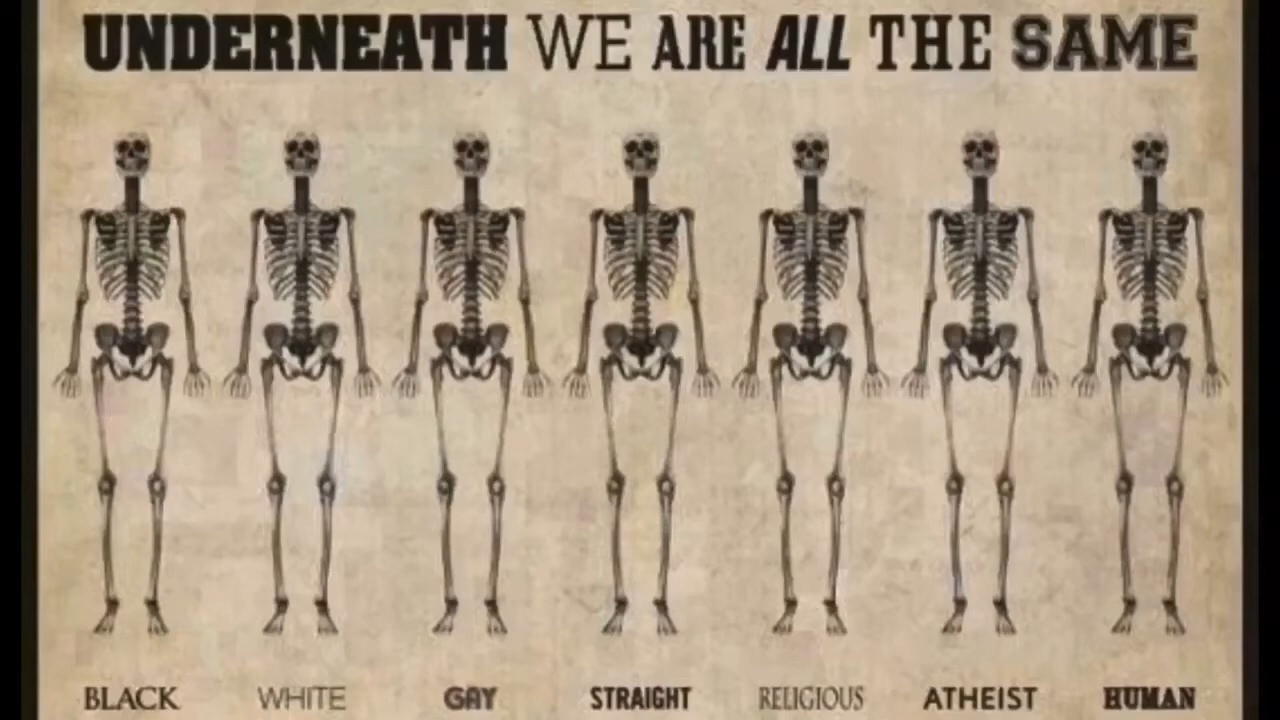 UNDERNEATH WE ARE ALL THE SAME
BLACK WHITE GAY STRAIGHT RELIGIOUS ATHEIST HUMAN